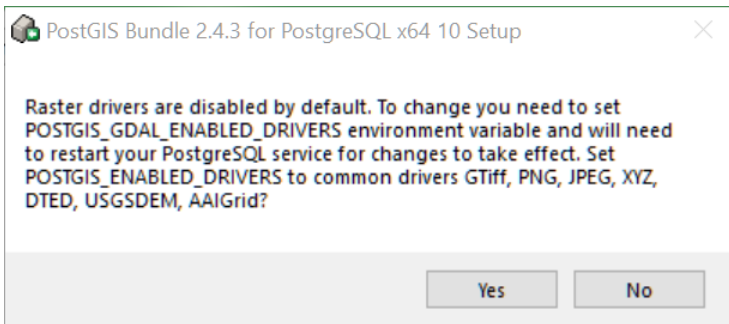 PostGIS Bundle 2.4.3 for PostgreSQL x64 10 Setup
Raster drivers are disabled by default. To change you need to set
POSTGIS_GDAL_ENABLED_DRIVERS environment variable and will need
to restart your PostgreSQL service for changes to take effect. Set
POSTGIS_ENABLED_DRIVERS to common drivers GTiff, PNG, JPEG, XYZ,
DTED, USGSDEM, AAIGrid?
Yes No